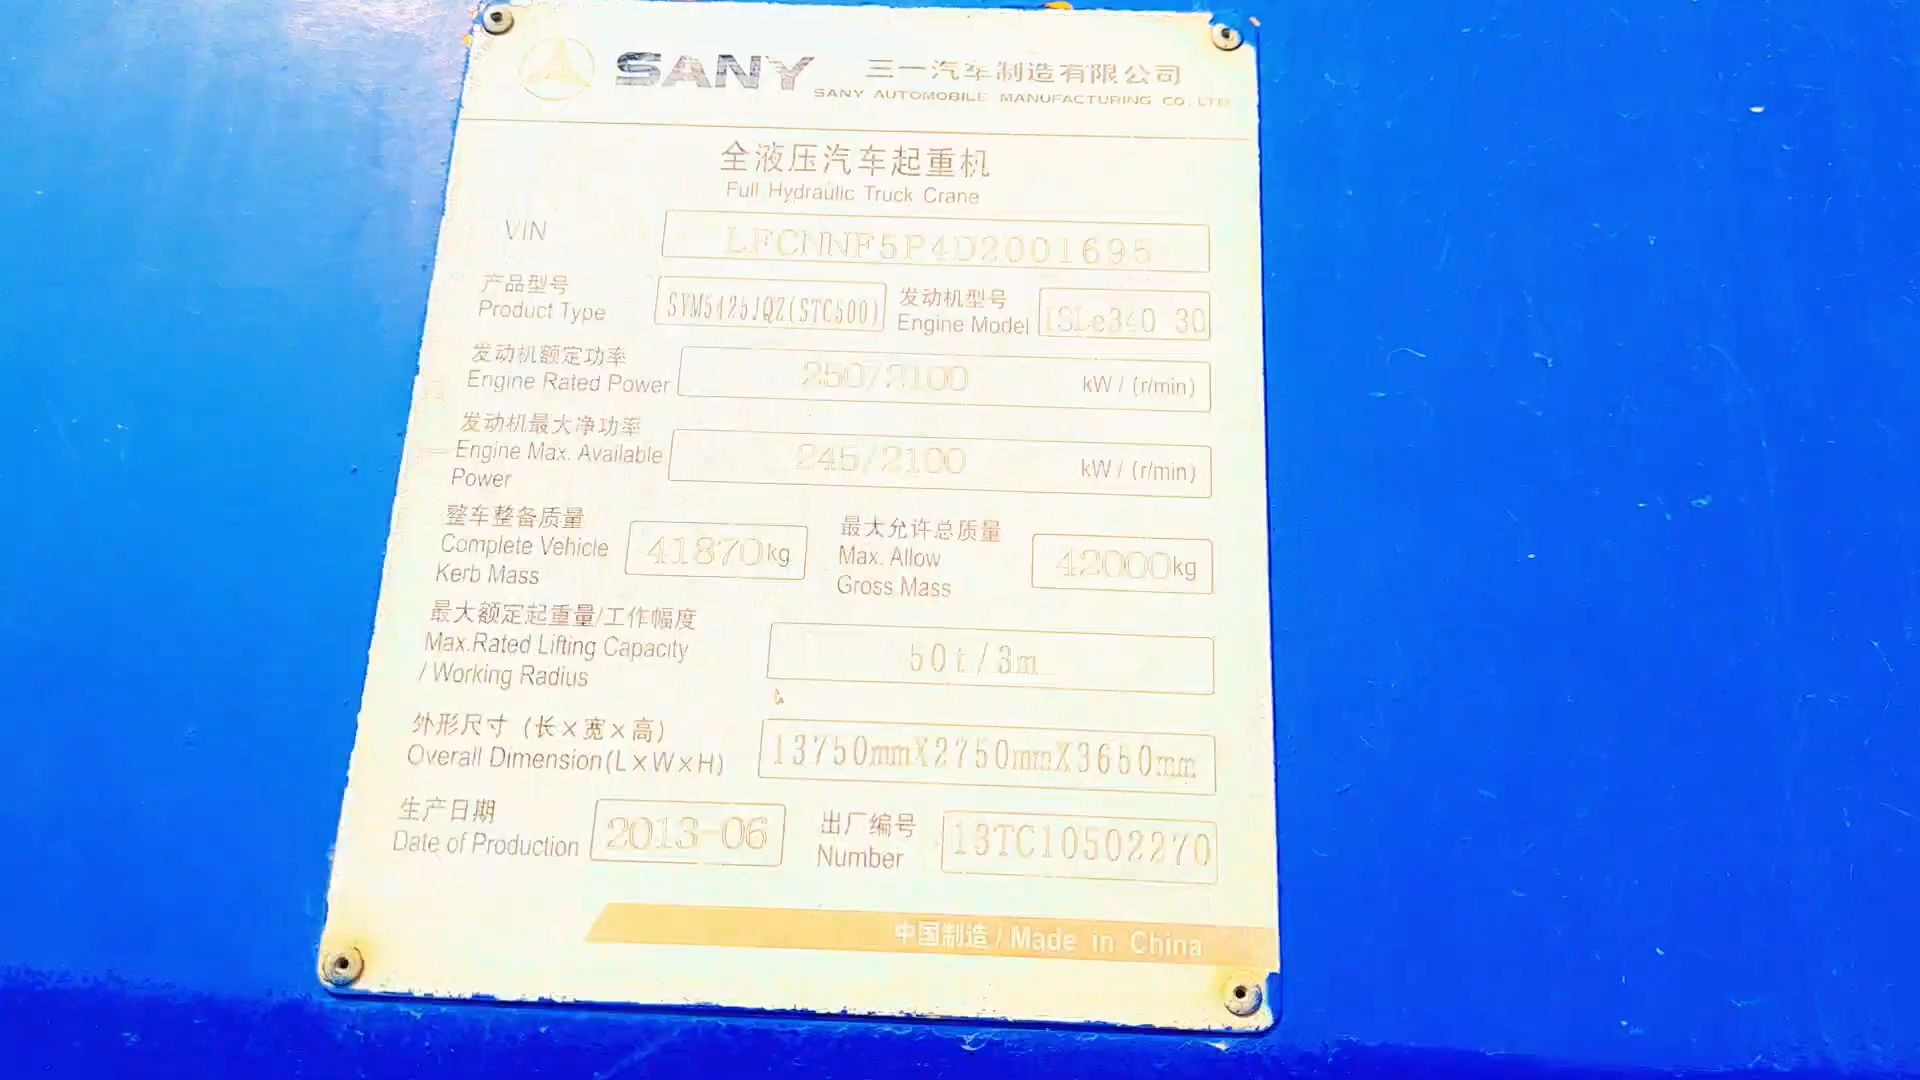 SANY 三一汽车制造有限公司
SANY AUTOMOBILE MANUFACTURING CO. LTD
全液压汽车起重机
Full Hydraulic Truck Crane
VIN LFCNNF5P4D2001695
产品型号 SYM5425JQZ(STC500) 发动机型号 ISLe340 30
Product Type Engine Model
发动机额定功率 250/2100 kW / (r/min)
Engine Rated Power
发动机最大净功率
Engine Max. Available 245/2100 kW / (r/min)
Power
整车整备质量 最大允许总质量
Complete Vehicle 41870kg Max. Allow 42000kg
Kerb Mass Gross Mass
最大额定起重量/工作幅度
Max.Rated Lifting Capacity 50t/3m
/ Working Radius
外形尺寸 (长×宽×高)
Overall Dimension(L×W×H) 13750mmX2750mmX3650mm
生产日期 2013-06 出厂编号 13TC10502270
Date of Production Number
中国制造 / Made in China